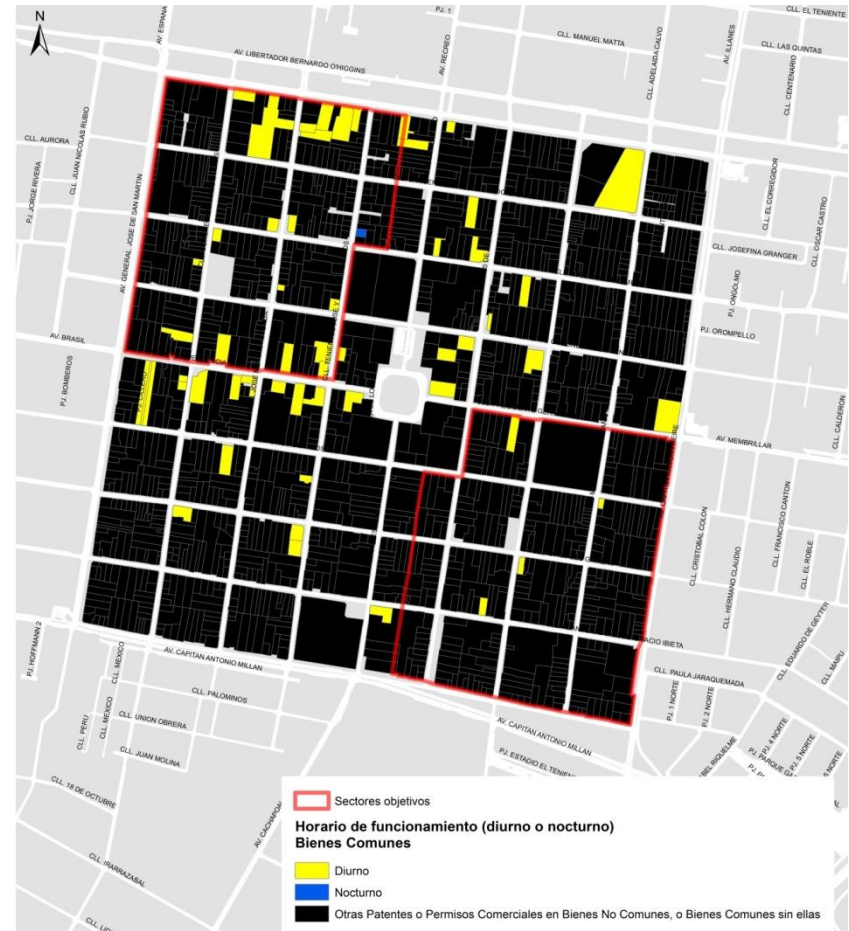 N
AV. ESPAÑA
PJ. 1
CLL. EL TENIENTE
AV. RECREO
CLL. MANUEL MATTA
CLL. ADELAIDA CALVO
AV. ILLANES
CLL. LAS QUINTAS
AV. LIBERTADOR BERNARDO O'HIGGINS
CLL. CENTENARIO
CLL. JUAN NICOLAS RUBIO
CLL. AURORA
CLL. EL CORREGIDOR
CLL. OSCAR CASTRO
PJ. JORGE RIVERA
AV. GENERAL JOSE DE SAN MARTIN
CLL. JOSEFINA GRANGER
PJ. ONGOLMO
PJ. OROMPELLO
AV. BRASIL
PJ. BOMBEROS
CLL. CALDERON
AV. MEMBRILLAR
CLL. CRISTOBAL COLON
CLL. FRANCISCO CANTON
CLL. EL ROBLE
CLL. HERMANO CLAUDIO
CLL. EDUARDO DE GEYTER
CLL. MAIPU
PJ. HOFFMANN 2
AV. CAPITAN ANTONIO MILLAN
CLL. PAULA JARAQUEMADA
CLL. MEXICO
CLL. PALOMINOS
PJ. 1 NORTE
PJ. 2 NORTE
CLL. PERU
CLL. MEXICO
CLL. UNION OBRERA
AV. CAPITAN ANTONIO MILLAN
PJ. 4 NORTE
PJ. 5 NORTE
CLL. JUAN MOLINA
PJ. ESTADIO EL TENIENTE
CLL. 18 DE OCTUBRE
CLL. IRARRAZABAL
Sectores objetivos
Horario de funcionamiento (diurno o nocturno)
Bienes Comunes
Diurno
Nocturno
Otras Patentes o Permisos Comerciales en Bienes No Comunes, o Bienes Comunes sin ellas